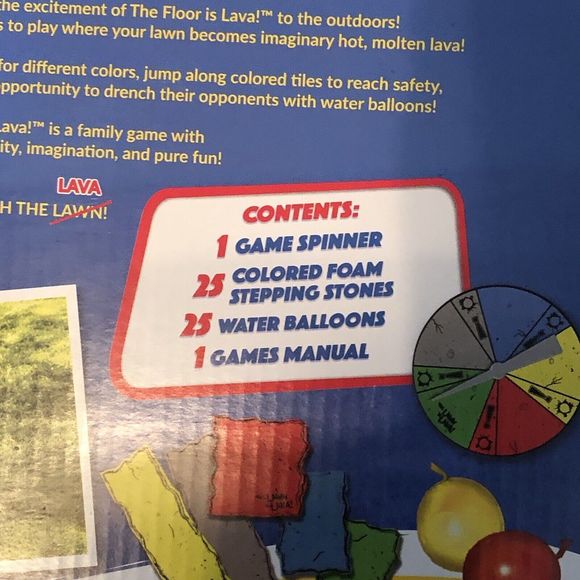 the excitement of The Floor is Lava!™ to the outdoors!
s to play where your lawn becomes imaginary hot, molten lava!
for different colors, jump along colored tiles to reach safety,
pportunity to drench their opponents with water balloons!
ava!™ is a family game with
ity, imagination, and pure fun!
LAVA
H THE LAWN!
CONTENTS:
1 GAME SPINNER
25 COLORED FOAM
STEPPING STONES
25 WATER BALLOONS
1 GAMES MANUAL